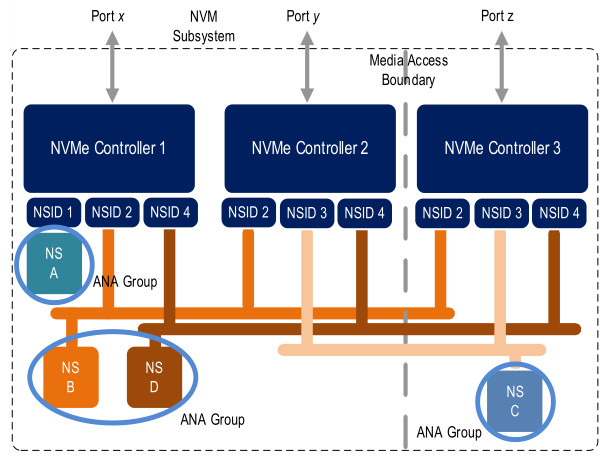 Port x
NVM
Subsystem
Port y
Port z
Media Access
Boundary
NVMe Controller 1
NVMe Controller 2
NVMe Controller 3
NSID 1
NSID 2
NSID 4
NSID 2
NSID 3
NSID 4
NSID 2
NSID 3
NSID 4
NS
A
ANA Group
NS
B
NS
D
ANA Group
NS
C
ANA Group